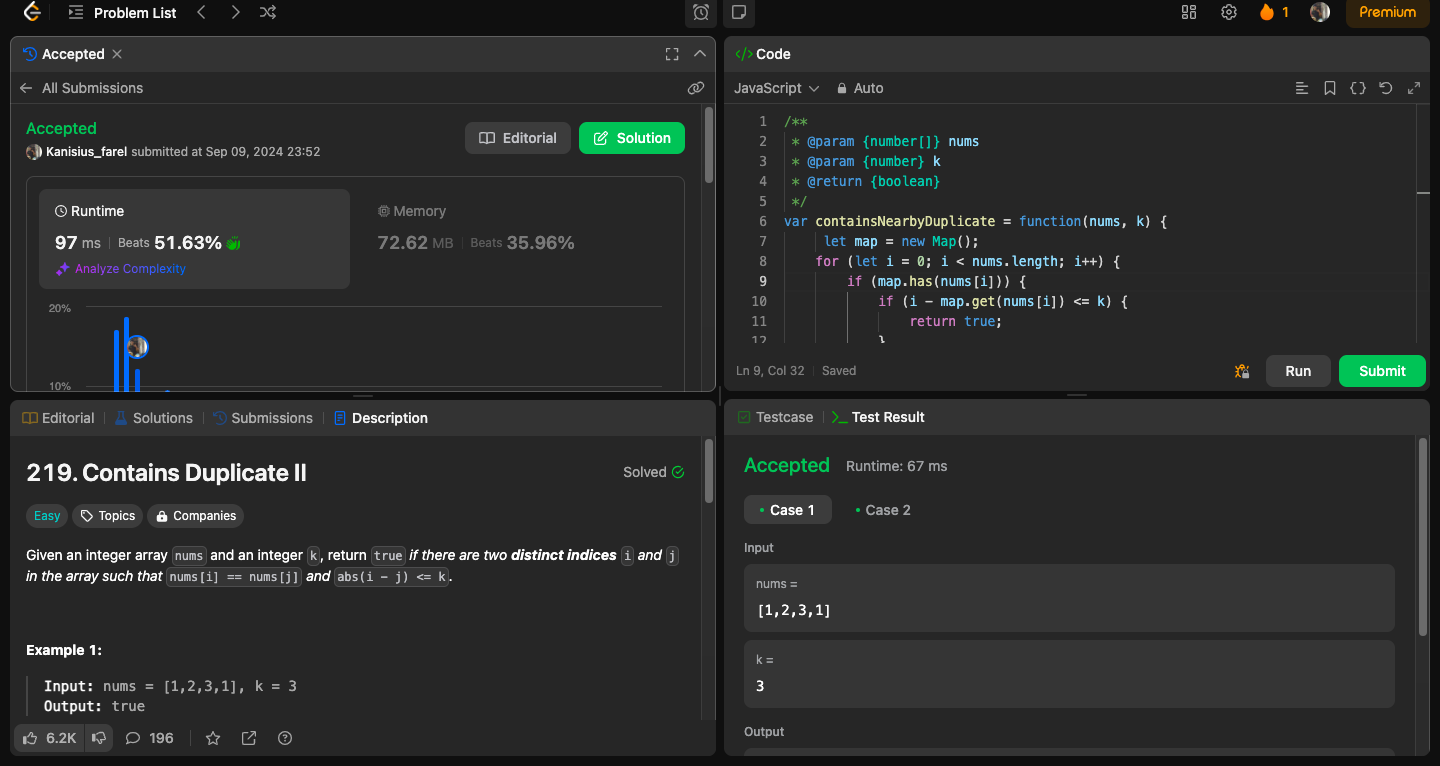 Problem List
1
Premium
Accepted
All Submissions
Accepted
Editorial
Solution
Kanisius_farel submitted at Sep 09, 2024 23:52
Runtime
97 ms | Beats 51.63%
Analyze Complexity
Memory
72.62 MB | Beats 35.96%
20%
10%
Editorial | Solutions | Submissions | Description
219. Contains Duplicate II
Solved
Easy
Topics
Companies
Given an integer array nums and an integer k, return true if there are two distinct indices i and j
in the array such that nums[i] == nums[j] and abs(i - j) <= k.
Example 1:
Input: nums = [1,2,3,1], k = 3
Output: true
6.2K
196
</> Code
JavaScript
Auto
1 /**
2  * @param {number[]} nums
3  * @param {number} k
4  * @return {boolean}
5  */
6 var containsNearbyDuplicate = function(nums, k) {
7      let map = new Map();
8     for (let i = 0; i < nums.length; i++) {
9         if (map.has(nums[i])) {
10             if (i - map.get(nums[i]) <= k) {
11                 return true;
12             }
Ln 9, Col 32 | Saved
Run
Submit
Testcase | >_ Test Result
Accepted Runtime: 67 ms
• Case 1
• Case 2
Input
nums =
[1,2,3,1]
k =
3
Output